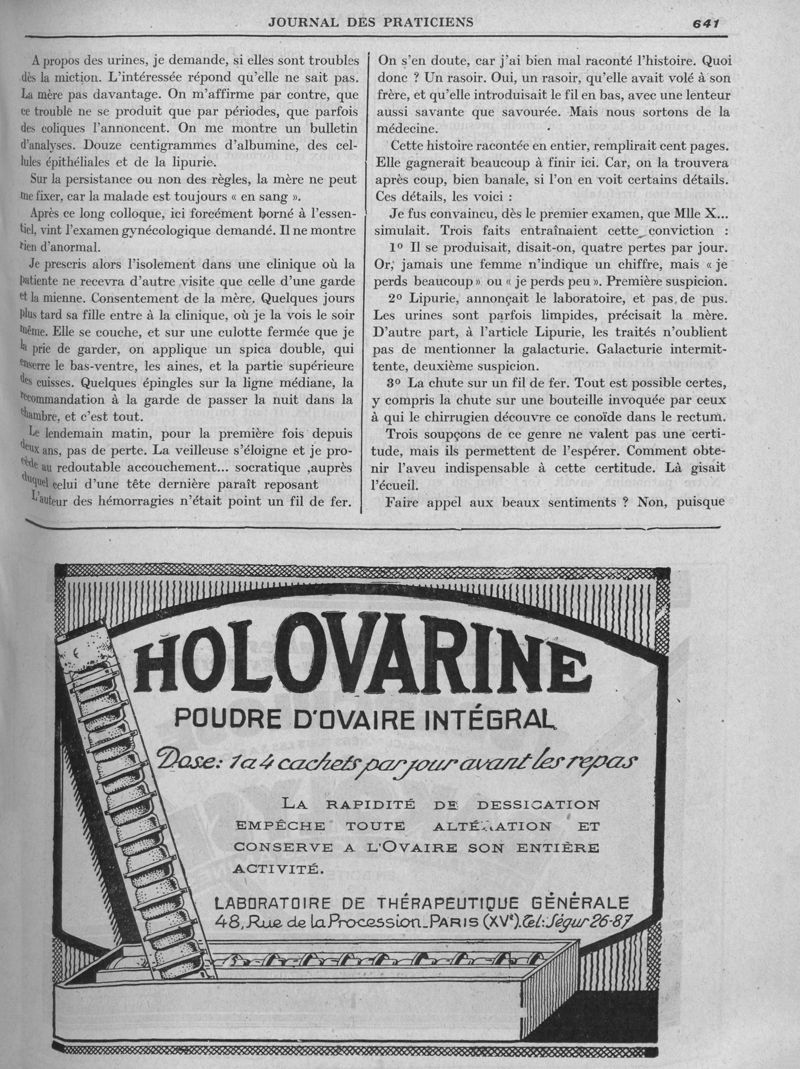 JOURNAL DES PRATICIENS
641
A propos des urines, je demande, si elles sont troubles
dès la miction. L'intéressée répond qu'elle ne sait pas.
La mère pas davantage. On m'affirme par contre, que
ce trouble ne se produit que par périodes, que parfois
des coliques l'annoncent. On me montre un bulletin
d'analyses. Douze centigrammes d'albumine, des cel-
lules épithéliales et de la lipurie.
Sur la persistance ou non des règles, la mère ne peut
me fixer, car la malade est toujours « en sang ».
Après ce long colloque, ici forcément borné à l'essen-
tiel, vint l'examen gynécologique demandé. Il ne montre
rien d'anormal.
Je prescris alors l'isolement dans une clinique où la
patiente ne recevra d'autre visite que celle d'une garde
et la mienne. Consentement de la mère. Quelques jours
plus tard sa fille entre à la clinique, où je la vois le soir
même. Elle se couche, et sur une culotte fermée que je
la prie de garder, on applique un spica double, qui
enserre le bas-ventre, les aines, et la partie supérieure
des cuisses. Quelques épingles sur la ligne médiane, la
recommandation à la garde de passer la nuit dans la
chambre, et c'est tout.
Le lendemain matin, pour la première fois depuis
deux ans, pas de perte. La veilleuse s'éloigne et je pro-
cède au redoutable accouchement... socratique ,auprès
duquel celui d'une tête dernière paraît reposant
L'auteur des hémorragies n'était point un fil de fer.
On s'en doute, car j'ai bien mal raconté l'histoire. Quoi
donc ? Un rasoir. Oui, un rasoir, qu'elle avait volé à son
frère, et qu'elle introduisait le fil en bas, avec une lenteur
aussi savante que savourée. Mais nous sortons de la
médecine.
Cette histoire racontée en entier, remplirait cent pages.
Elle gagnerait beaucoup à finir ici. Car, on la trouvera
après coup, bien banale, si l'on en voit certains détails.
Ces détails, les voici :
Je fus convaincu, dès le premier examen, que Mlle X...
simulait. Trois faits entraînaient cette conviction :
1º Il se produisait, disait-on, quatre pertes par jour.
Or, jamais une femme n'indique un chiffre, mais « je
perds beaucoup » ou « je perds peu ». Première suspicion.
2º Lipurie, annonçait le laboratoire, et pas de pus.
Les urines sont parfois limpides, précisait la mère.
D'autre part, à l'article Lipurie, les traités n'oublient
pas de mentionner la galacturie. Galacturie intermit-
tente, deuxième suspicion.
3º La chute sur un fil de fer. Tout est possible certes,
y compris la chute sur une bouteille invoquée par ceux
à qui le chirurgien découvre ce conoïde dans le rectum.
Trois soupçons de ce genre ne valent pas une certi-
tude, mais ils permettent de l'espérer. Comment obte-
nir l'aveu indispensable à cette certitude. Là gisait
l'écueil.
Faire appel aux beaux sentiments ? Non, puisque
HOLOVARINE
POUDRE D'OVAIRE INTÉGRAL
Dose: 1 a 4 cachets par jour avant les repas
LA RAPIDITÉ DE DESSICATION
EMPÊCHE TOUTE ALTÉRATION ET
CONSERVE A L'OVAIRE SON ENTIÈRE
ACTIVITÉ.
LABORATOIRE DE THÉRAPEUTIQUE GÉNÉRALE
48, Rue de la Procession_PARIS (XVe). Tél: Ségur 26-87